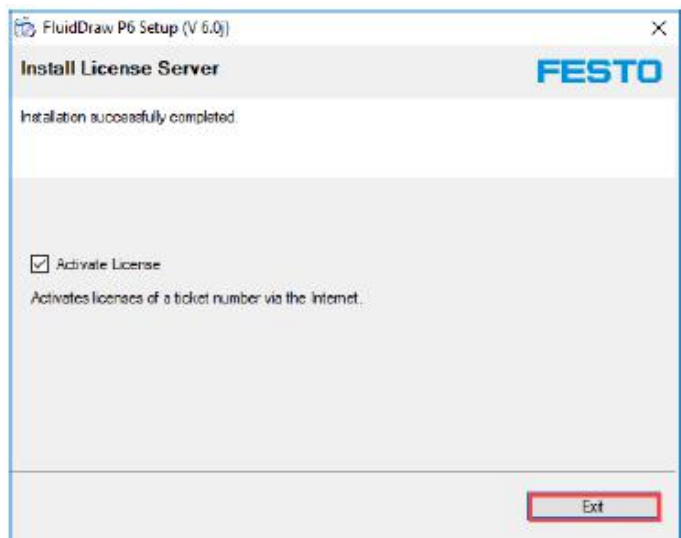 FluidDraw P6 Setup (V 6.0j)
Install License Server
FESTO
Installation successfully completed.
Activate License
Activates licenses of a ticket number via the Internet.
Exit